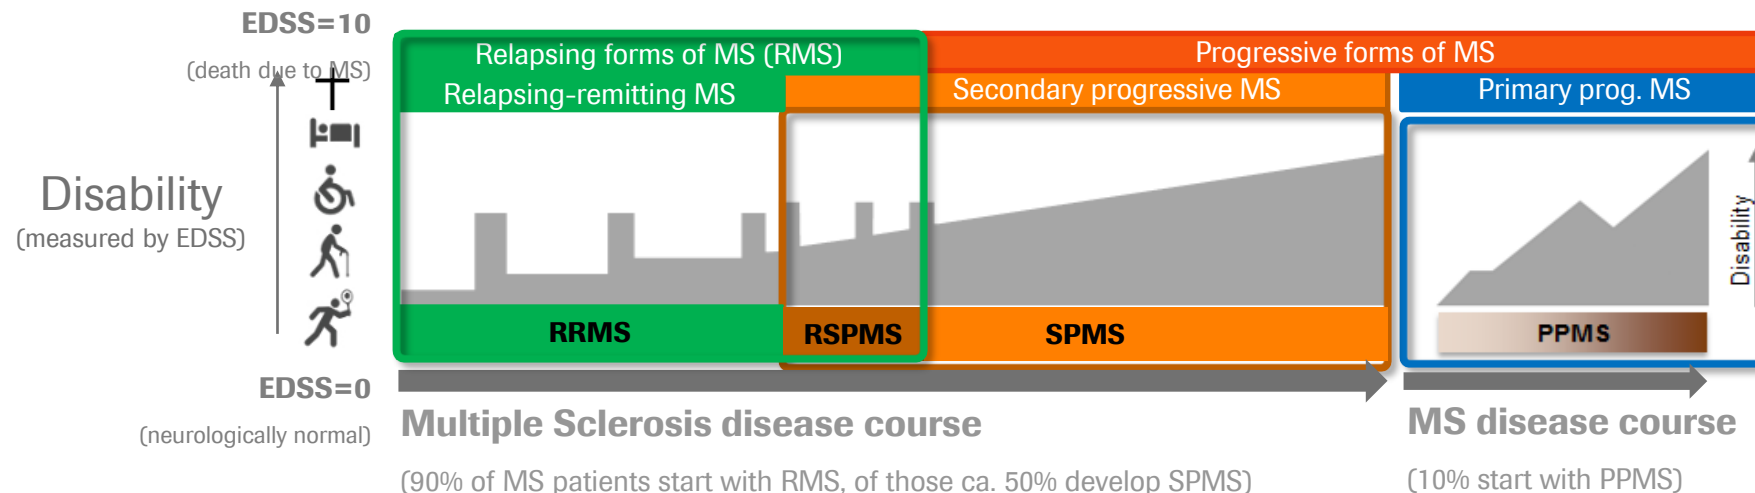 EDSS=10
(death due to MS)
Disability
(measured by EDSS)
EDSS=0
(neurologically normal)
Relapsing forms of MS (RMS)
Progressive forms of MS
Relapsing-remitting MS
Secondary progressive MS
Primary prog. MS
RRMS
RSPMS
SPMS
PPMS
Disability
Multiple Sclerosis disease course
(90% of MS patients start with RMS, of those ca. 50% develop SPMS)
MS disease course
(10% start with PPMS)